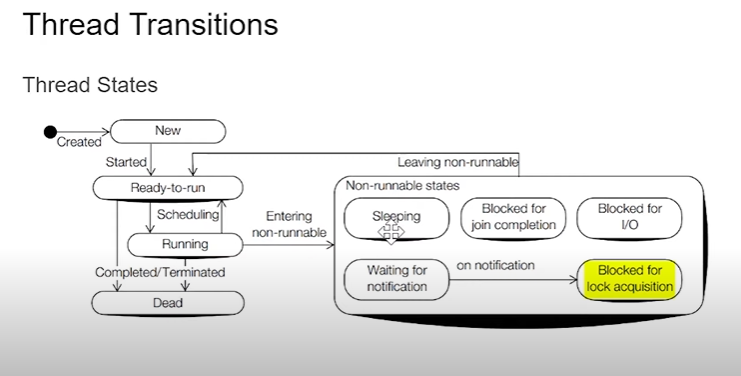 Thread Transitions
Thread States
New
Created
Started
Leaving non-runnable
Ready-to-run
Non-runnable states
Scheduling
Entering
non-runnable
Sleeping
Blocked for
join completion
Blocked for
I/O
Running
Completed/Terminated
Waiting for
notification
on notification
Blocked for
lock acquisition
Dead